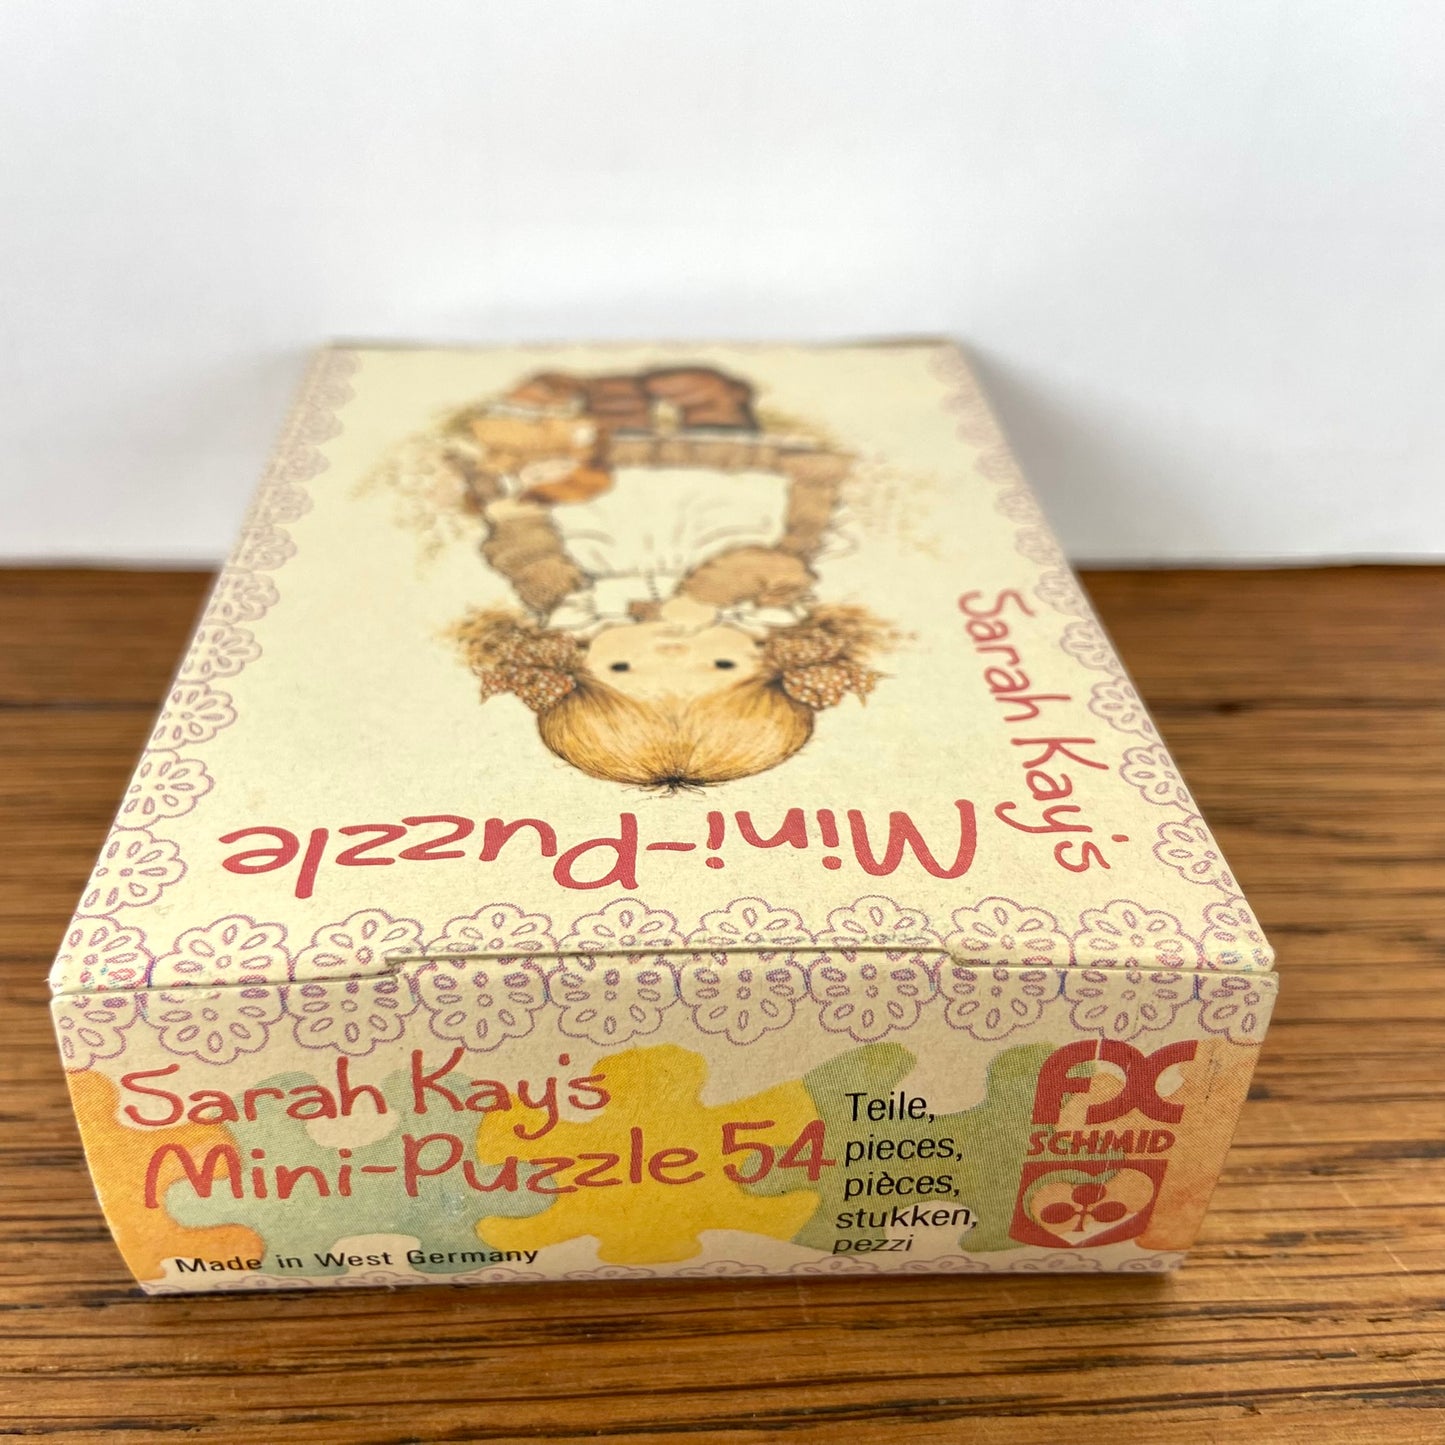 Sarah Kay's
Mini-Puzzle
Sarah Kay's
Mini-Puzzle 54
Teile,
pieces,
pièces,
stukken,
pezzi
FX
SCHMID
Made in West Germany